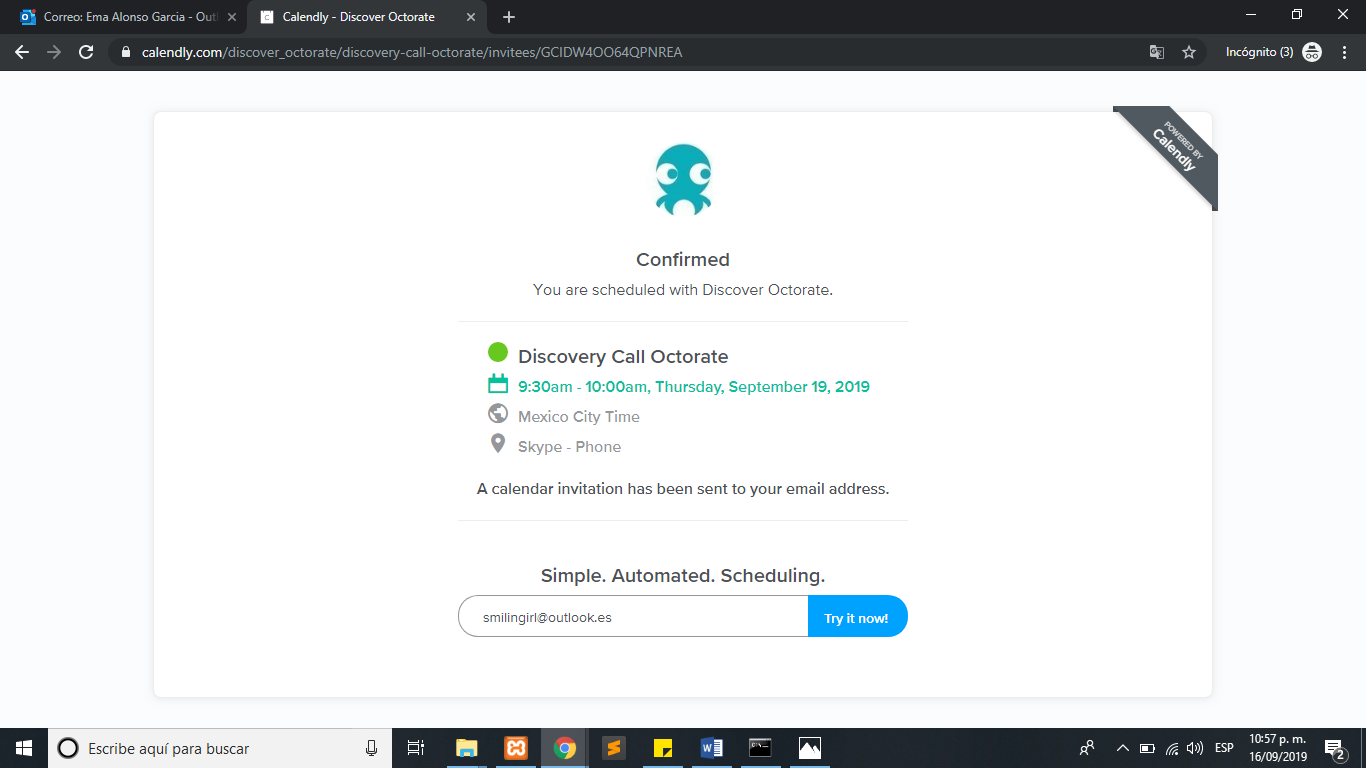 Correo: Ema Alonso Garcia - Outl
Calendly - Discover Octorate
calendly.com/discover_octorate/discovery-call-octorate/invitees/GCIDW4OO64QPNREA
Incógnito (3)
POWERED BY
Calendly
Confirmed
You are scheduled with Discover Octorate.
Discovery Call Octorate
9:30am - 10:00am, Thursday, September 19, 2019
Mexico City Time
Skype - Phone
A calendar invitation has been sent to your email address.
Simple. Automated. Scheduling.
smilingirl@outlook.es
Try it now!
Escribe aquí para buscar
ESP
10:57 p. m.
16/09/2019
2